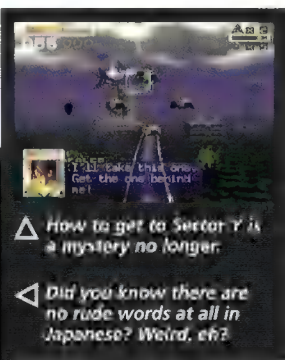 I'll take this one.
Get the one behind
me!
How to get to Sector Y is
a mystery no longer.
Did you know there are
no rude words at all in
Japanese? Weird, eh?